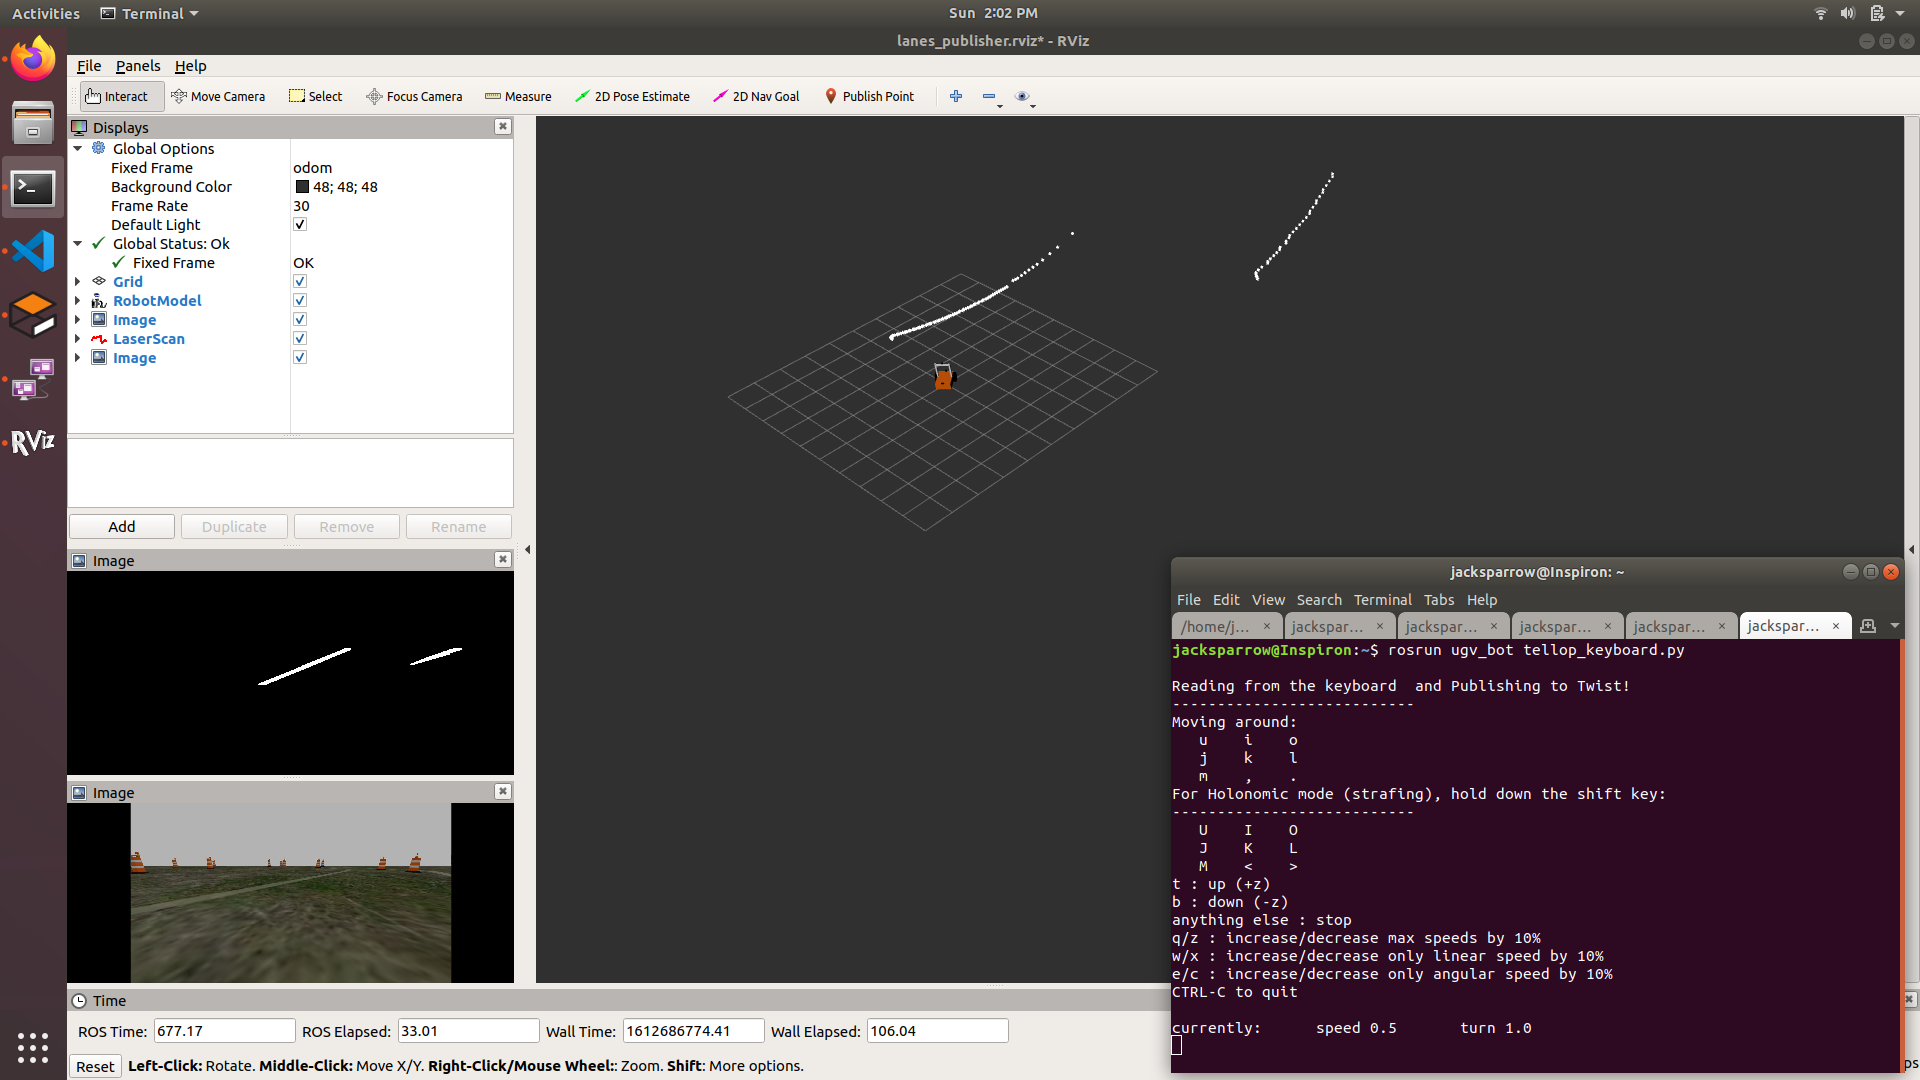 Activities Terminal Sun 2:02 PM
lanes_publisher.rviz* - RViz
File Panels Help
Interact Move Camera Select Focus Camera Measure 2D Pose Estimate 2D Nav Goal Publish Point
Displays
Global Options
Fixed Frame odom
Background Color 48; 48; 48
Frame Rate 30
Default Light
Global Status: Ok
Fixed Frame OK
Grid
RobotModel
Image
LaserScan
Image
RViz
Add Duplicate Remove Rename
Image
Image
Time
ROS Time: 677.17 ROS Elapsed: 33.01 Wall Time: 1612686774.41 Wall Elapsed: 106.04
Reset Left-Click: Rotate. Middle-Click: Move X/Y. Right-Click/Mouse Wheel:: Zoom. Shift: More options.
ps
jacksparrow@Inspiron: ~
File Edit View Search Terminal Tabs Help
/home/j... jackspar... jackspar... jackspar... jackspar... jackspar...
jacksparrow@Inspiron:~$ rosrun ugv_bot tellop_keyboard.py
Reading from the keyboard  and Publishing to Twist!
---------------------------
Moving around:
u i o
j k l
m , .
For Holonomic mode (strafing), hold down the shift key:
---------------------------
U I O
J K L
M < >
t : up (+z)
b : down (-z)
anything else : stop
q/z : increase/decrease max speeds by 10%
w/x : increase/decrease only linear speed by 10%
e/c : increase/decrease only angular speed by 10%
CTRL-C to quit
currently: speed 0.5 turn 1.0